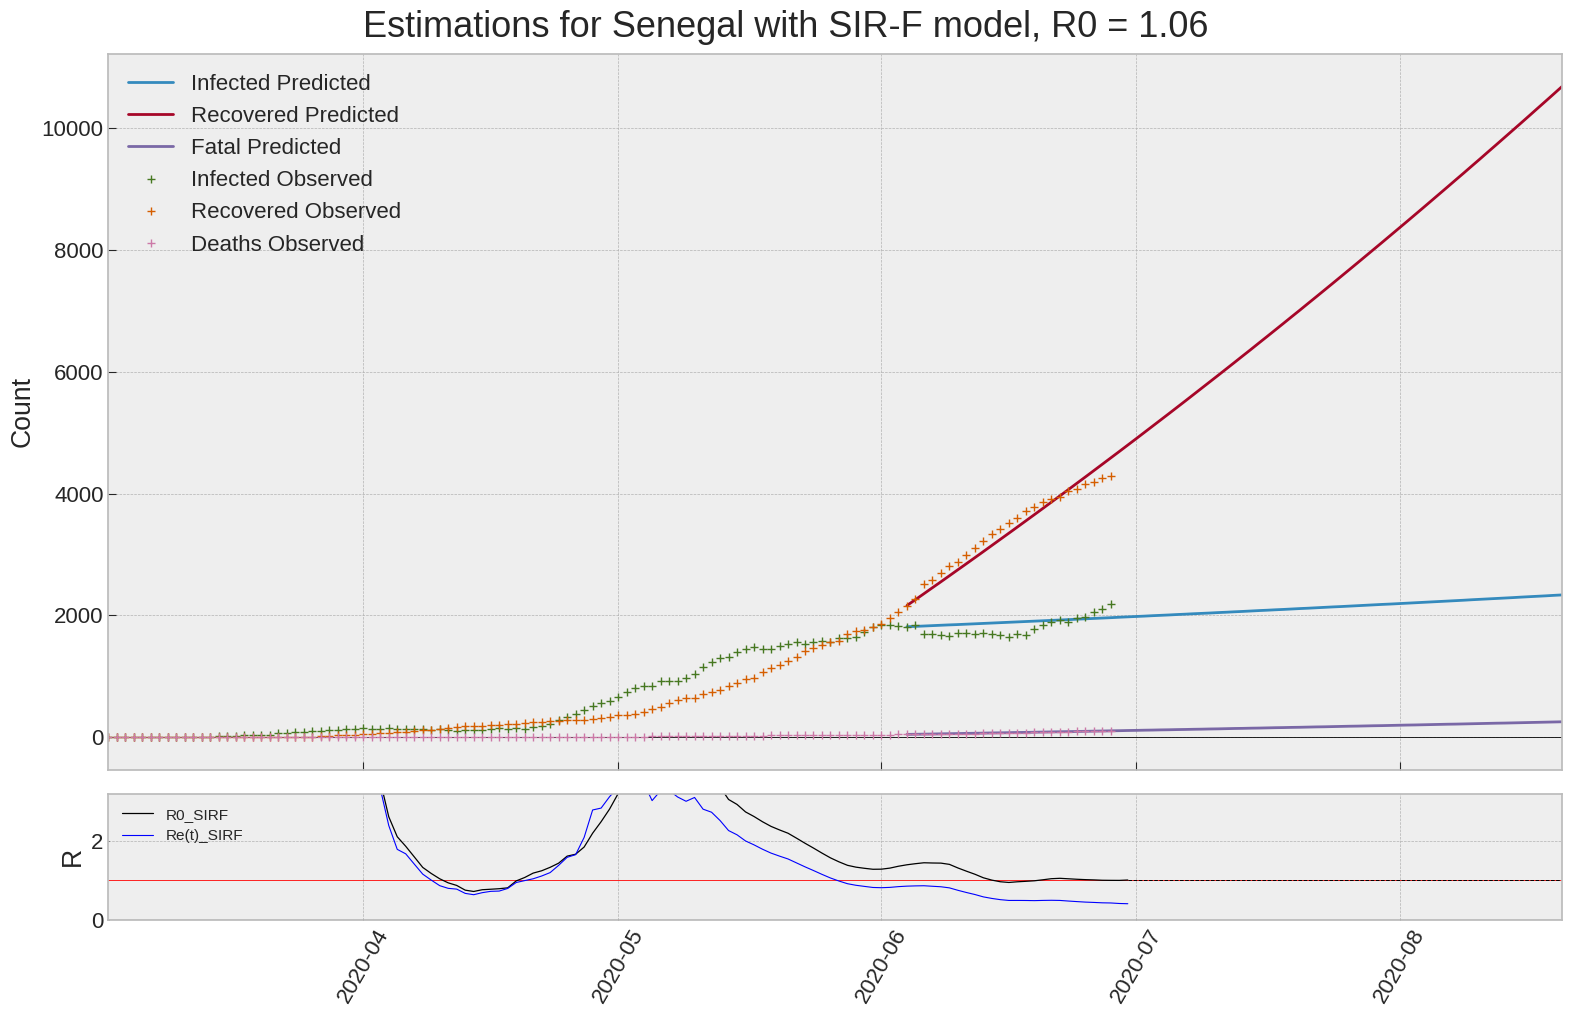 Estimations for Senegal with SIR-F model, R0 = 1.06
Infected Predicted
Recovered Predicted
Fatal Predicted
Infected Observed
Recovered Observed
Deaths Observed
10000
8000
6000
4000
2000
0
Count
R0_SIRF
Re(t)_SIRF
2
0
R
2020-04
2020-05
2020-06
2020-07
2020-08